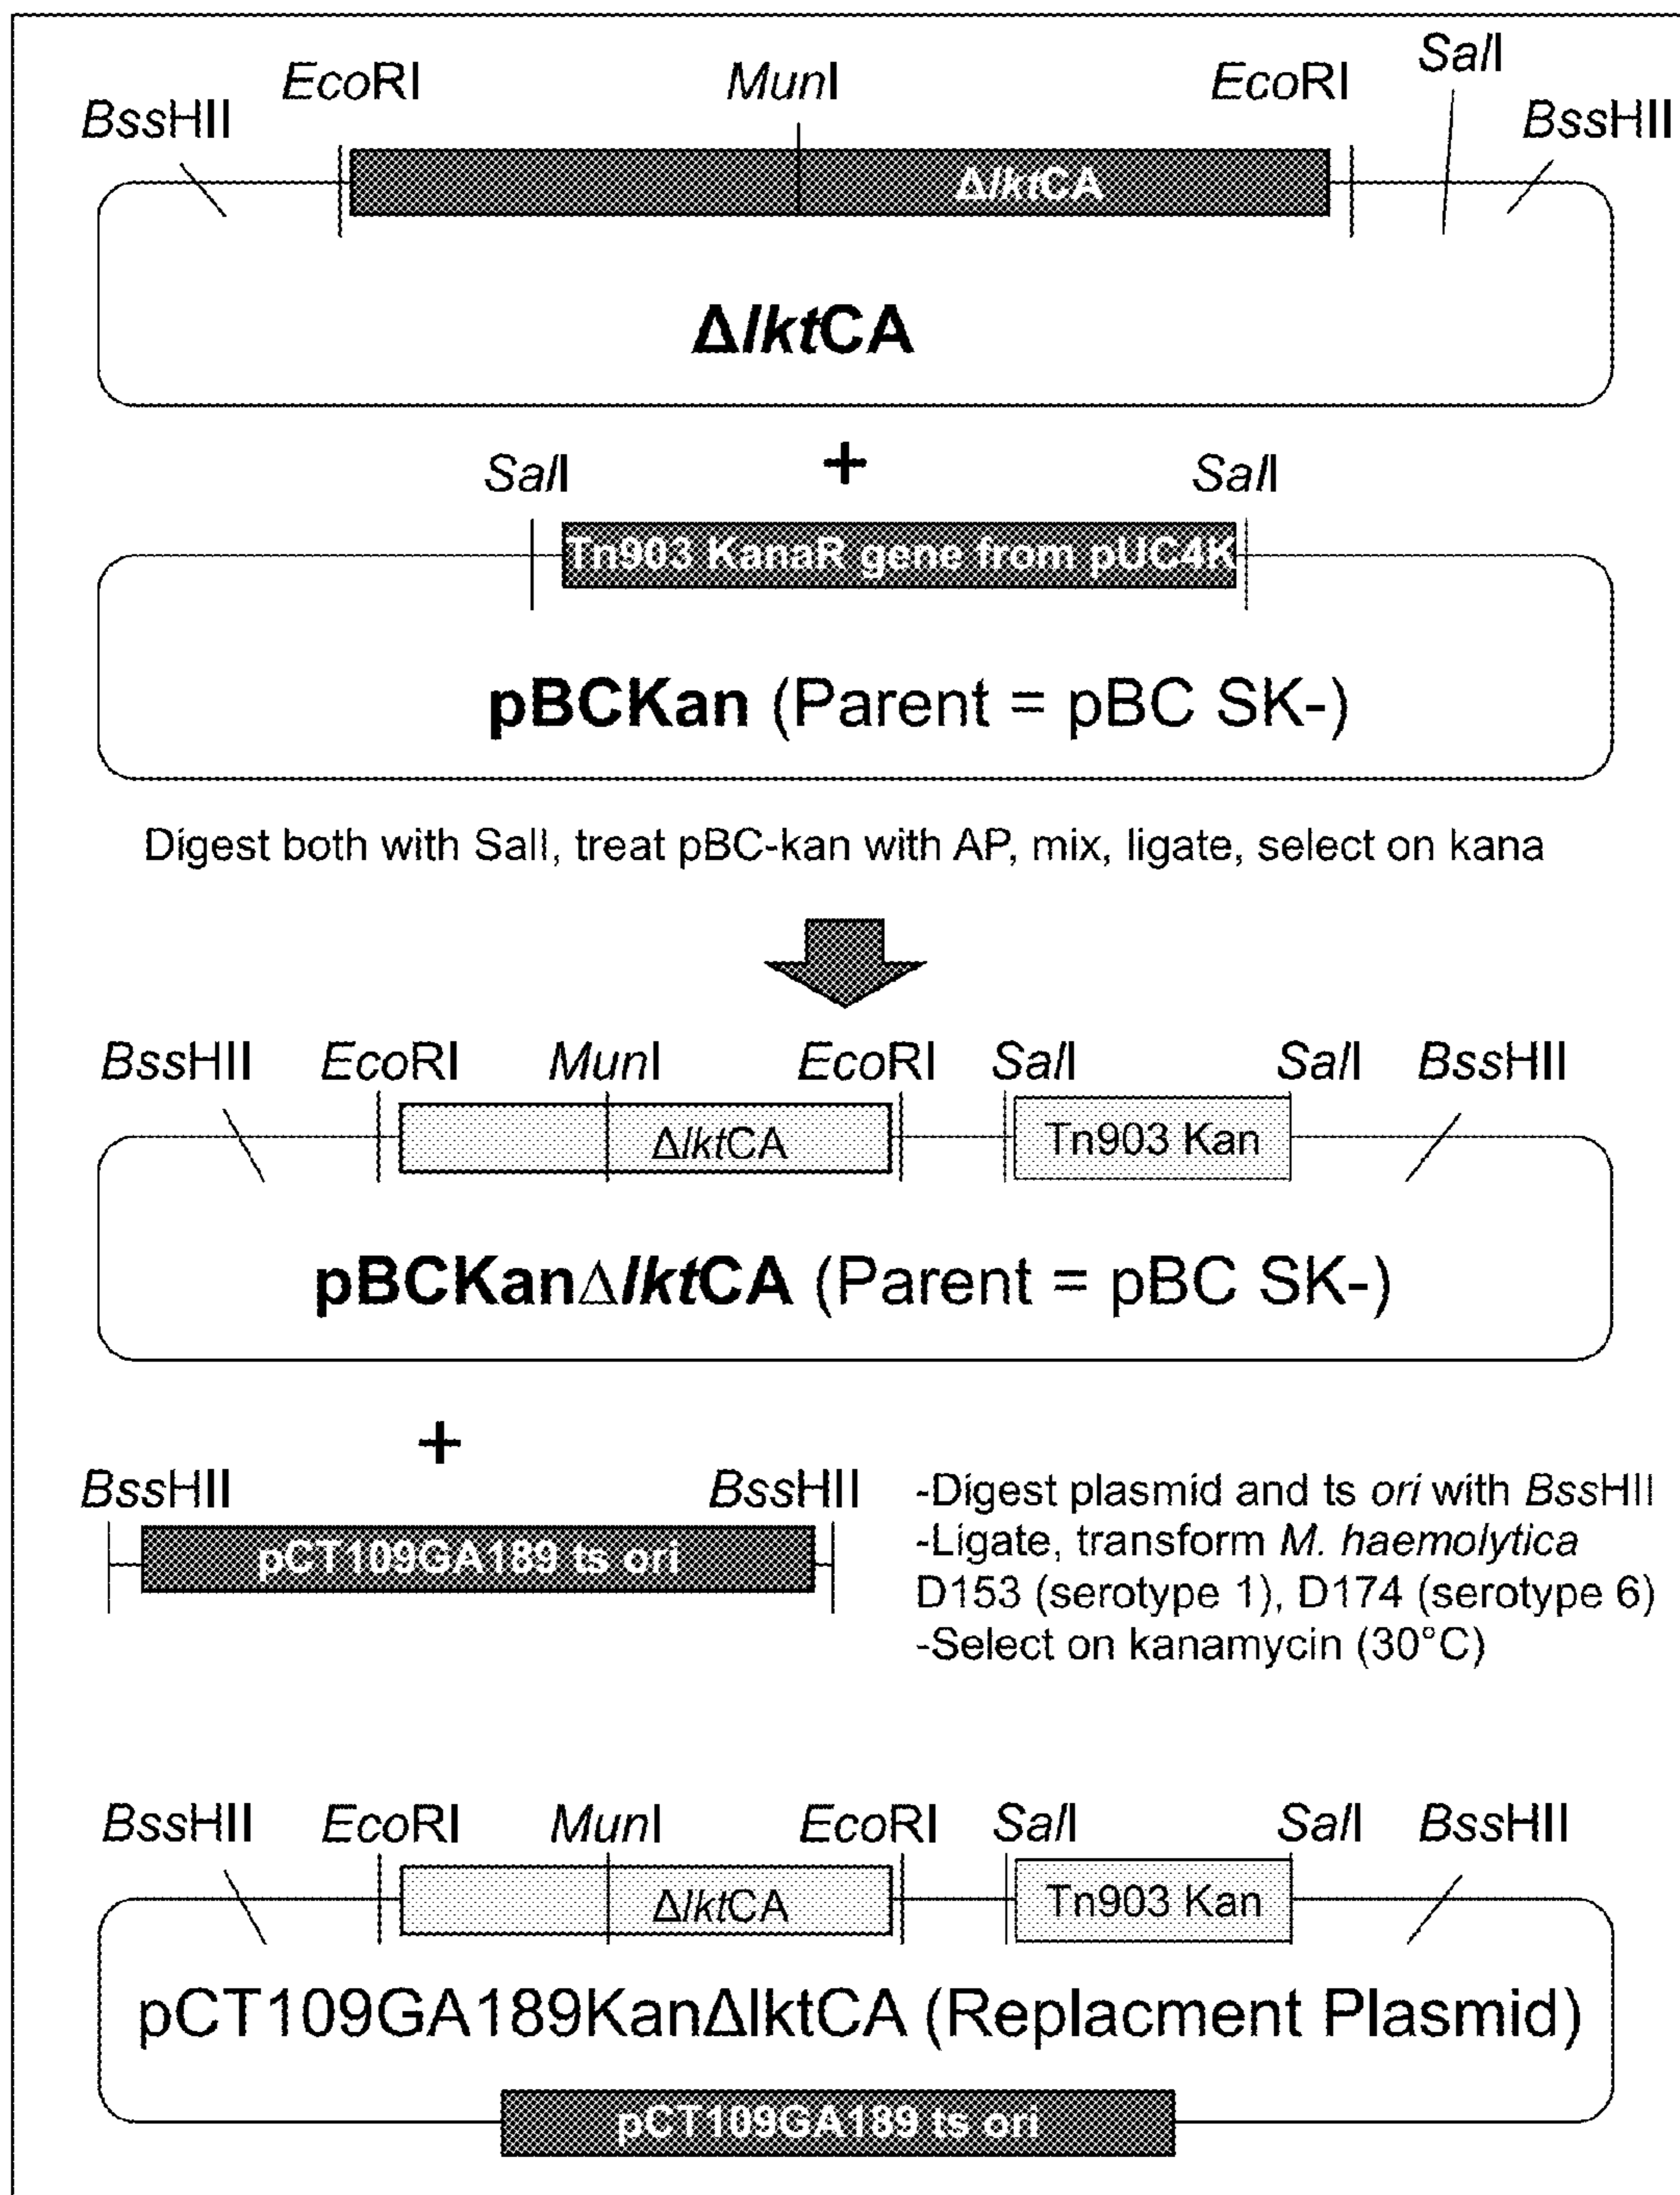 EcoRI MunI EcoRI SalI
BssHII BssHII
ΔlktCA
ΔlktCA
+
SalI SalI
Tn903 KanaR gene from pUC4K
pBCKan (Parent = pBC SK-)
Digest both with SalI, treat pBC-kan with AP, mix, ligate, select on kana
BssHII EcoRI MunI EcoRI SalI SalI BssHII
ΔlktCA Tn903 Kan
pBCKanΔlktCA (Parent = pBC SK-)
+
BssHII BssHII
pCT109GA189 ts ori
-Digest plasmid and ts ori with BssHII
-Ligate, transform M. haemolytica
D153 (serotype 1), D174 (serotype 6)
-Select on kanamycin (30°C)
BssHII EcoRI MunI EcoRI SalI SalI BssHII
ΔlktCA Tn903 Kan
pCT109GA189KanΔlktCA (Replacment Plasmid)
pCT109GA189 ts ori